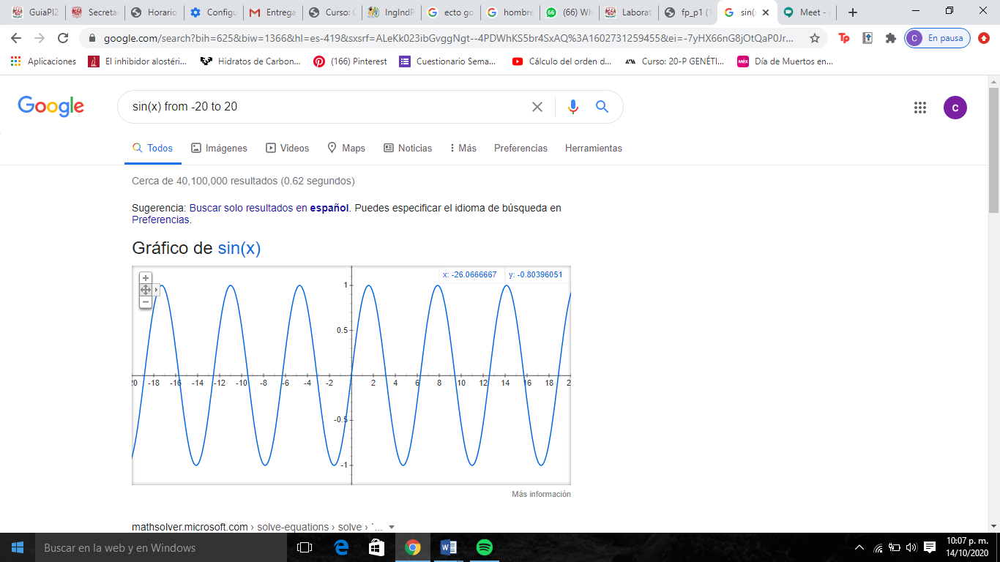 GuiaPI2 Secreta Horario Configu Entrega Curso: C IngIndP ecto go hombre (66) Wh Laborat fp_p1 (1 sin( Meet -
google.com/search?bih=625&biw=1366&hl=es-419&sxsrf=ALeKk023ibGvggNgt--4PDWhKS5br4SxAQ%3A1602731259455&ei=-7yHX66nG8jOtQaP0Jr... C En pausa
Aplicaciones El inhibidor alostéri... Hidratos de Carbon... (166) Pinterest Cuestionario Sema... Cálculo del orden d... Curso: 20-P GENÉTI... Día de Muertos en...
Google sin(x) from -20 to 20 C
Todos Imágenes Videos Maps Noticias Más Preferencias Herramientas
Cerca de 40,100,000 resultados (0.62 segundos)
Sugerencia: Buscar solo resultados en español. Puedes especificar el idioma de búsqueda en
Preferencias.
Gráfico de sin(x)
x: -26.0666667 y: -0.80396051
1
0.5
20 -18 -16 -14 -12 -10 -8 -6 -4 -2 2 4 6 8 10 12 14 16 18 2
-0.5
-1
Más información
mathsolver.microsoft.com › solve-equations › solve › `...
Buscar en la web y en Windows
10:07 p. m.
14/10/2020